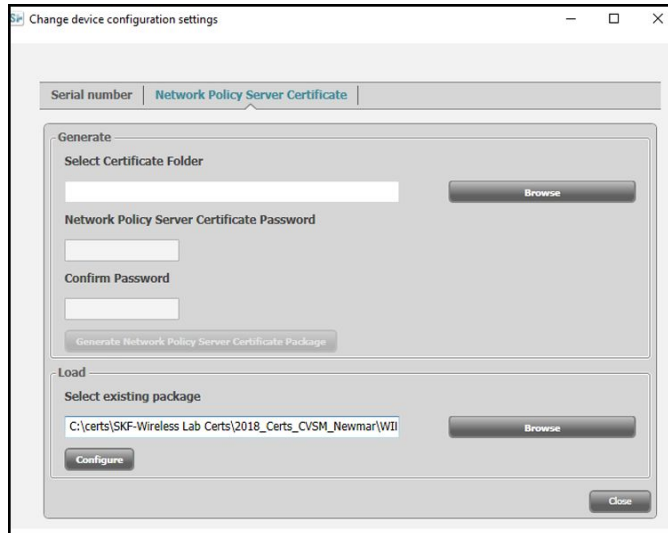 Change device configuration settings
Serial number
Network Policy Server Certificate
Generate
Select Certificate Folder
Browse
Network Policy Server Certificate Password
Confirm Password
Generate Network Policy Server Certificate Package
Load
Select existing package
C:\certs\SKF-Wireless Lab Certs\2018_Certs_CVSM_Newmar\WII
Browse
Configure
Close